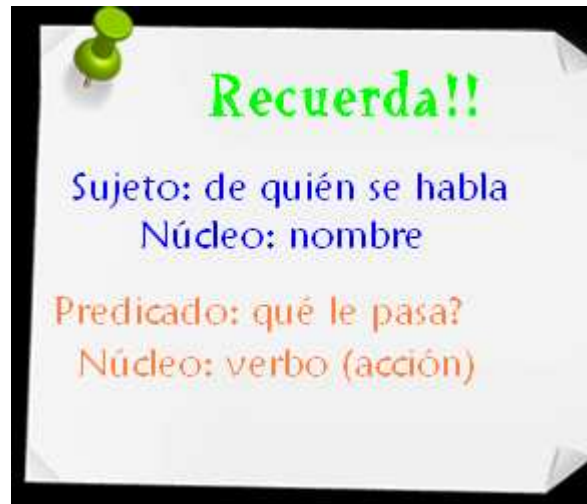 Recuerda!!
Sujeto: de quién se habla
Núcleo: nombre
Predicado: qué le pasa?
Núcleo: verbo (acción)